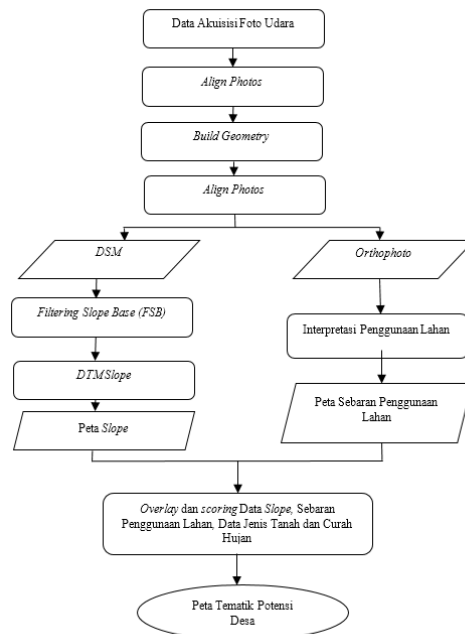 Data Akuisisi Foto Udara
Align Photos
Build Geometry
Align Photos
DSM
Orthophoto
Filtering Slope Base (FSB)
Interpretasi Penggunaan Lahan
DTM Slope
Peta Slope
Peta Sebaran Penggunaan
Lahan
Overlay dan scoring Data Slope, Sebaran
Penggunaan Lahan, Data Jenis Tanah dan Curah
Hujan
Peta Tematik Potensi
Desa